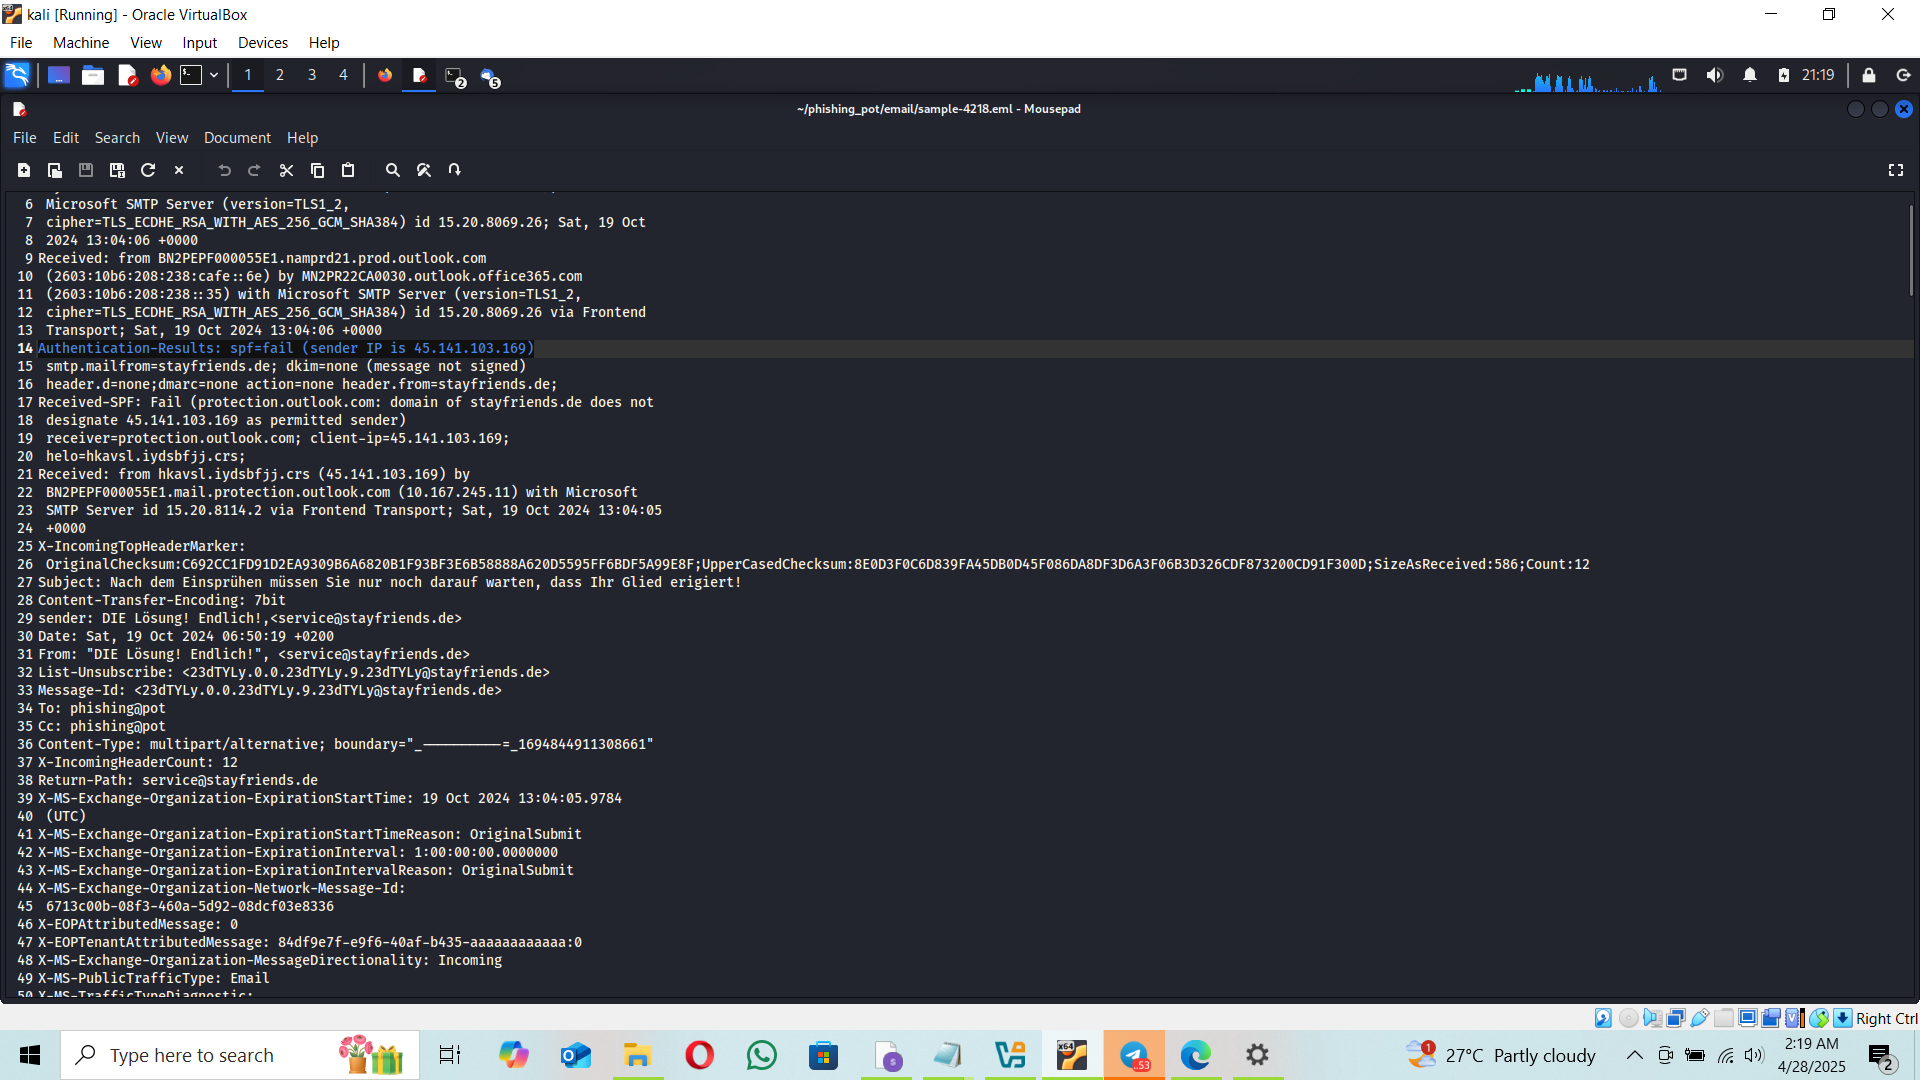 kali [Running] - Oracle VirtualBox
File Machine View Input Devices Help
1 2 3 4
2
5
21:19
~/phishing_pot/email/sample-4218.eml - Mousepad
File Edit Search View Document Help
6 Microsoft SMTP Server (version=TLS1_2,
7 cipher=TLS_ECDHE_RSA_WITH_AES_256_GCM_SHA384) id 15.20.8069.26; Sat, 19 Oct
8 2024 13:04:06 +0000
9 Received: from BN2PEPF000055E1.namprd21.prod.outlook.com
10 (2603:10b6:208:238:cafe::6e) by MN2PR22CA0030.outlook.office365.com
11 (2603:10b6:208:238::35) with Microsoft SMTP Server (version=TLS1_2,
12 cipher=TLS_ECDHE_RSA_WITH_AES_256_GCM_SHA384) id 15.20.8069.26 via Frontend
13 Transport; Sat, 19 Oct 2024 13:04:06 +0000
14 Authentication-Results: spf=fail (sender IP is 45.141.103.169)
15 smtp.mailfrom=stayfriends.de; dkim=none (message not signed)
16 header.d=none;dmarc=none action=none header.from=stayfriends.de;
17 Received-SPF: Fail (protection.outlook.com: domain of stayfriends.de does not
18 designate 45.141.103.169 as permitted sender)
19 receiver=protection.outlook.com; client-ip=45.141.103.169;
20 helo=hkavsl.iydsbfjj.crs;
21 Received: from hkavsl.iydsbfjj.crs (45.141.103.169) by
22 BN2PEPF000055E1.mail.protection.outlook.com (10.167.245.11) with Microsoft
23 SMTP Server id 15.20.8114.2 via Frontend Transport; Sat, 19 Oct 2024 13:04:05
24 +0000
25 X-IncomingTopHeaderMarker:
26 OriginalChecksum:C692CC1FD91D2EA9309B6A6820B1F93BF3E6B58888A620D5595FF6BDF5A99E8F;UpperCasedChecksum:8E0D3F0C6D839FA45DB0D45F086DA8DF3D6A3F06B3D326CDF873200CD91F300D;SizeAsReceived:586;Count:12
27 Subject: Nach dem Einsprühen müssen Sie nur noch darauf warten, dass Ihr Glied erigiert!
28 Content-Transfer-Encoding: 7bit
29 sender: DIE Lösung! Endlich!,<service@stayfriends.de>
30 Date: Sat, 19 Oct 2024 06:50:19 +0200
31 From: "DIE Lösung! Endlich!", <service@stayfriends.de>
32 List-Unsubscribe: <23dTYLy.0.0.23dTYLy.9.23dTYLy@stayfriends.de>
33 Message-Id: <23dTYLy.0.0.23dTYLy.9.23dTYLy@stayfriends.de>
34 To: phishing@pot
35 Cc: phishing@pot
36 Content-Type: multipart/alternative; boundary="_----------=_1694844911308661"
37 X-IncomingHeaderCount: 12
38 Return-Path: service@stayfriends.de
39 X-MS-Exchange-Organization-ExpirationStartTime: 19 Oct 2024 13:04:05.9784
40 (UTC)
41 X-MS-Exchange-Organization-ExpirationStartTimeReason: OriginalSubmit
42 X-MS-Exchange-Organization-ExpirationInterval: 1:00:00:00.0000000
43 X-MS-Exchange-Organization-ExpirationIntervalReason: OriginalSubmit
44 X-MS-Exchange-Organization-Network-Message-Id:
45 6713c00b-08f3-460a-5d92-08dcf03e8336
46 X-EOPAttributedMessage: 0
47 X-EOPTenantAttributedMessage: 84df9e7f-e9f6-40af-b435-aaaaaaaaaaaa:0
48 X-MS-Exchange-Organization-MessageDirectionality: Incoming
49 X-MS-PublicTrafficType: Email
50 X-MS-TrafficTypeDiagnostic:
Right Ctrl
Type here to search
x64
..53
1
27°C Partly cloudy
2:19 AM
4/28/2025
2